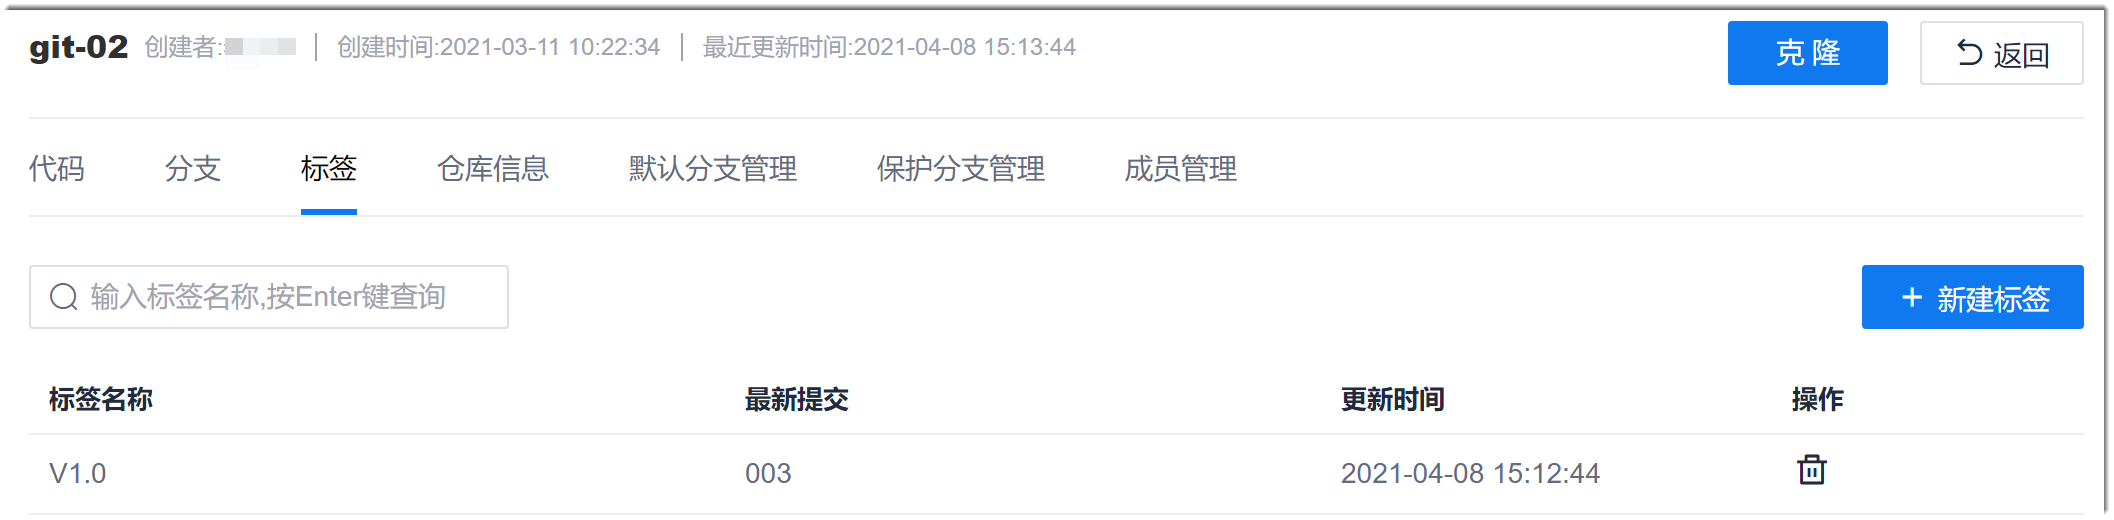 git-02 创建者: 创建时间:2021-03-11 10:22:34 最近更新时间:2021-04-08 15:13:44 克隆 返回
代码 分支 标签 仓库信息 默认分支管理 保护分支管理 成员管理
输入标签名称,按Enter键查询 + 新建标签
标签名称 最新提交 更新时间 操作
V1.0 003 2021-04-08 15:12:44